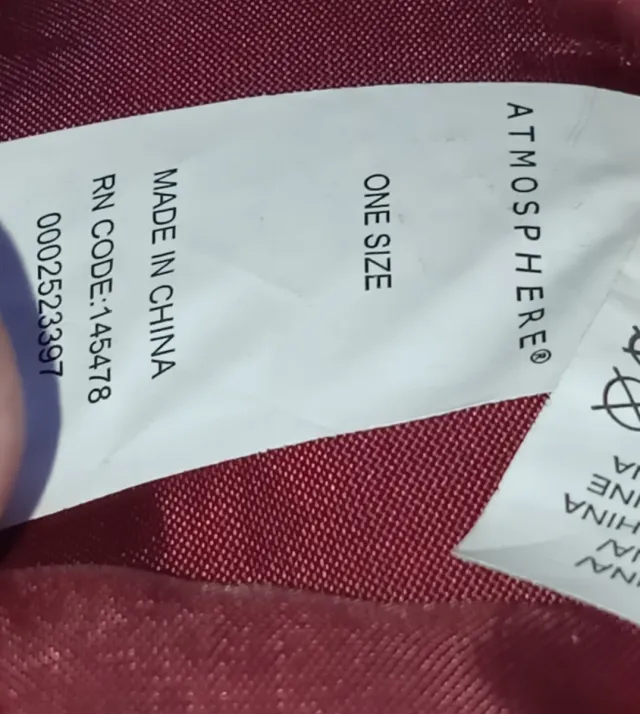 ATMOSPHERE®
ONE SIZE
MADE IN CHINA
RN CODE:145478
0002523397